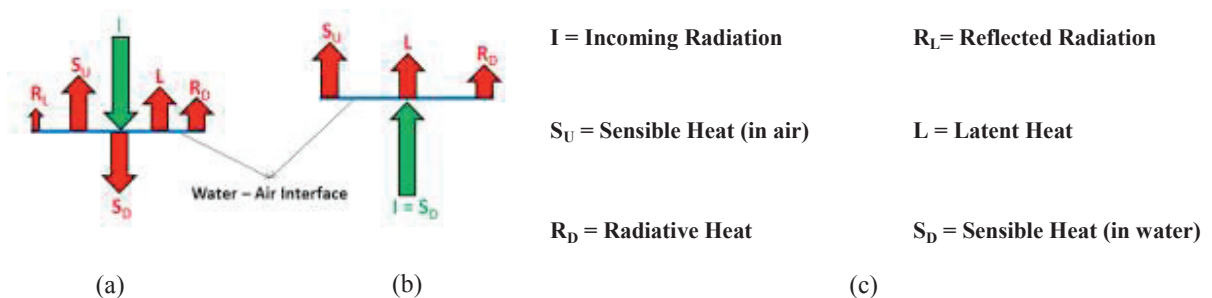 I
S_U
L
R_L
R_D
S_D
S_U
L
R_D
I = S_D
Water – Air Interface
(a)
(b)
I = Incoming Radiation
R_L= Reflected Radiation
S_U = Sensible Heat (in air)
L = Latent Heat
R_D = Radiative Heat
S_D = Sensible Heat (in water)
(c)